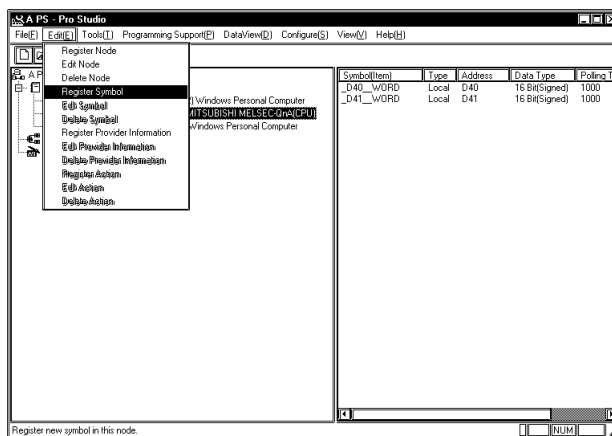 A PS - Pro Studio
File(F) Edit(E) Tools(T) Programming Support(P) DataView(D) Configure(S) View(V) Help(H)
Register Node
Edit Node
Delete Node
Register Symbol
Edit Symbol
Delete Symbol
Register Provider Information
Edit Provider Information
Delete Provider Information
Register Action
Edit Action
Delete Action
A P
) Windows Personal Computer
MITSUBISHI MELSEC-QnA(CPU)
Windows Personal Computer
Symbol(Item) Type Address Data Type Polling T
_D40__WORD Local D40 16 Bit(Signed) 1000
_D41__WORD Local D41 16 Bit(Signed) 1000
Register new symbol in this node.
NUM